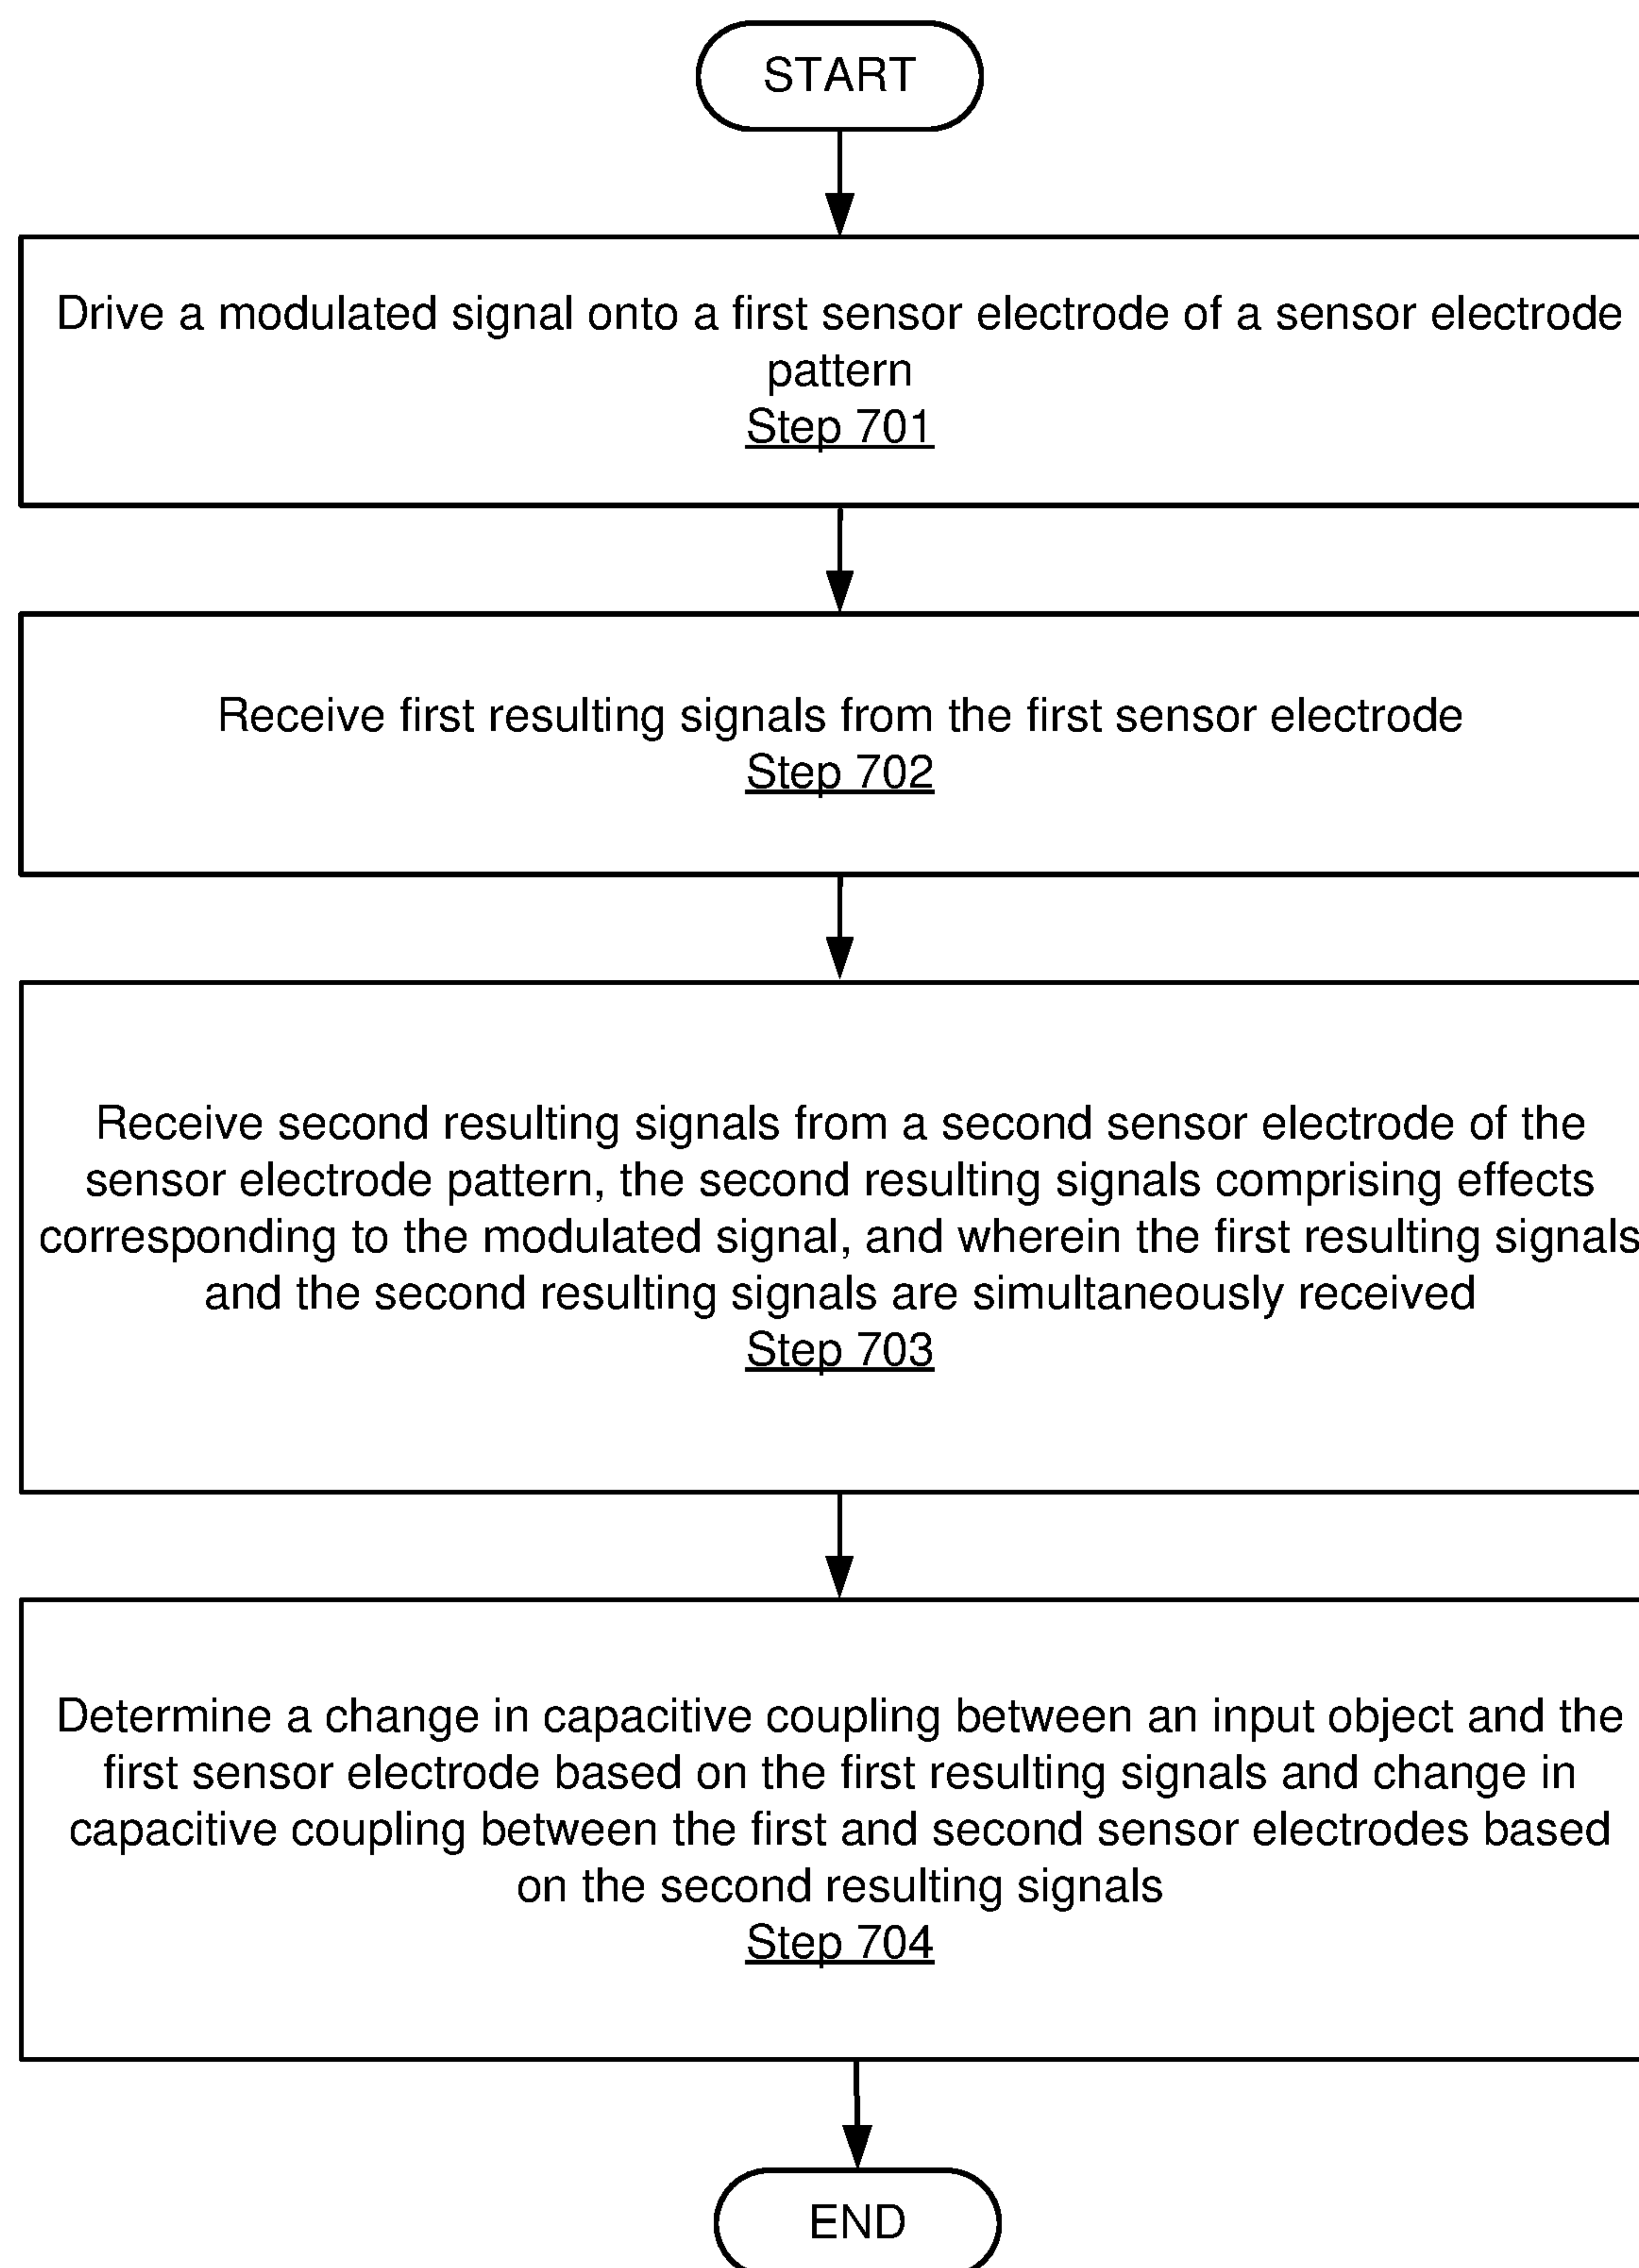 START
Drive a modulated signal onto a first sensor electrode of a sensor electrode
pattern
Step 701
Receive first resulting signals from the first sensor electrode
Step 702
Receive second resulting signals from a second sensor electrode of the
sensor electrode pattern, the second resulting signals comprising effects
corresponding to the modulated signal, and wherein the first resulting signals
and the second resulting signals are simultaneously received
Step 703
Determine a change in capacitive coupling between an input object and the
first sensor electrode based on the first resulting signals and change in
capacitive coupling between the first and second sensor electrodes based
on the second resulting signals
Step 704
END